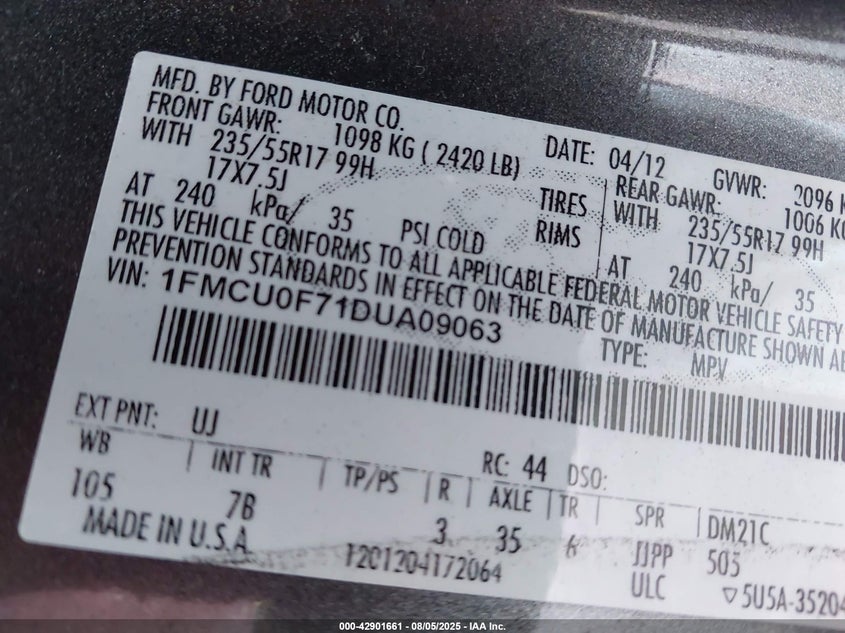 MFD. BY FORD MOTOR CO.
DATE: 04/12 GVWR: 2096 K
FRONT GAWR: 1098 KG ( 2420 LB)
REAR GAWR: 1006 KG
WITH 235/55R17 99H TIRES
WITH 235/55R17 99H
17X7.5J RIMS
17X7.5J
AT 240 kPa/ 35 PSI COLD
AT 240 kPa/ 35
THIS VEHICLE CONFORMS TO ALL APPLICABLE FEDERAL MOTOR VEHICLE SAFETY
PREVENTION STANDARDS IN EFFECT ON THE DATE OF MANUFACTURE SHOWN
VIN: 1FMCU0F71DUA09063
TYPE: MPV
EXT PNT: UJ RC: 44 DSO:
WB INT TR TP/PS R AXLE TR SPR DM21C
105 7B 3 35 JJPP 505
MADE IN U.S.A. T201204172064 ULC ▽5U5A-35204
000-42901661 - 08/05/2025 - IAA Inc.